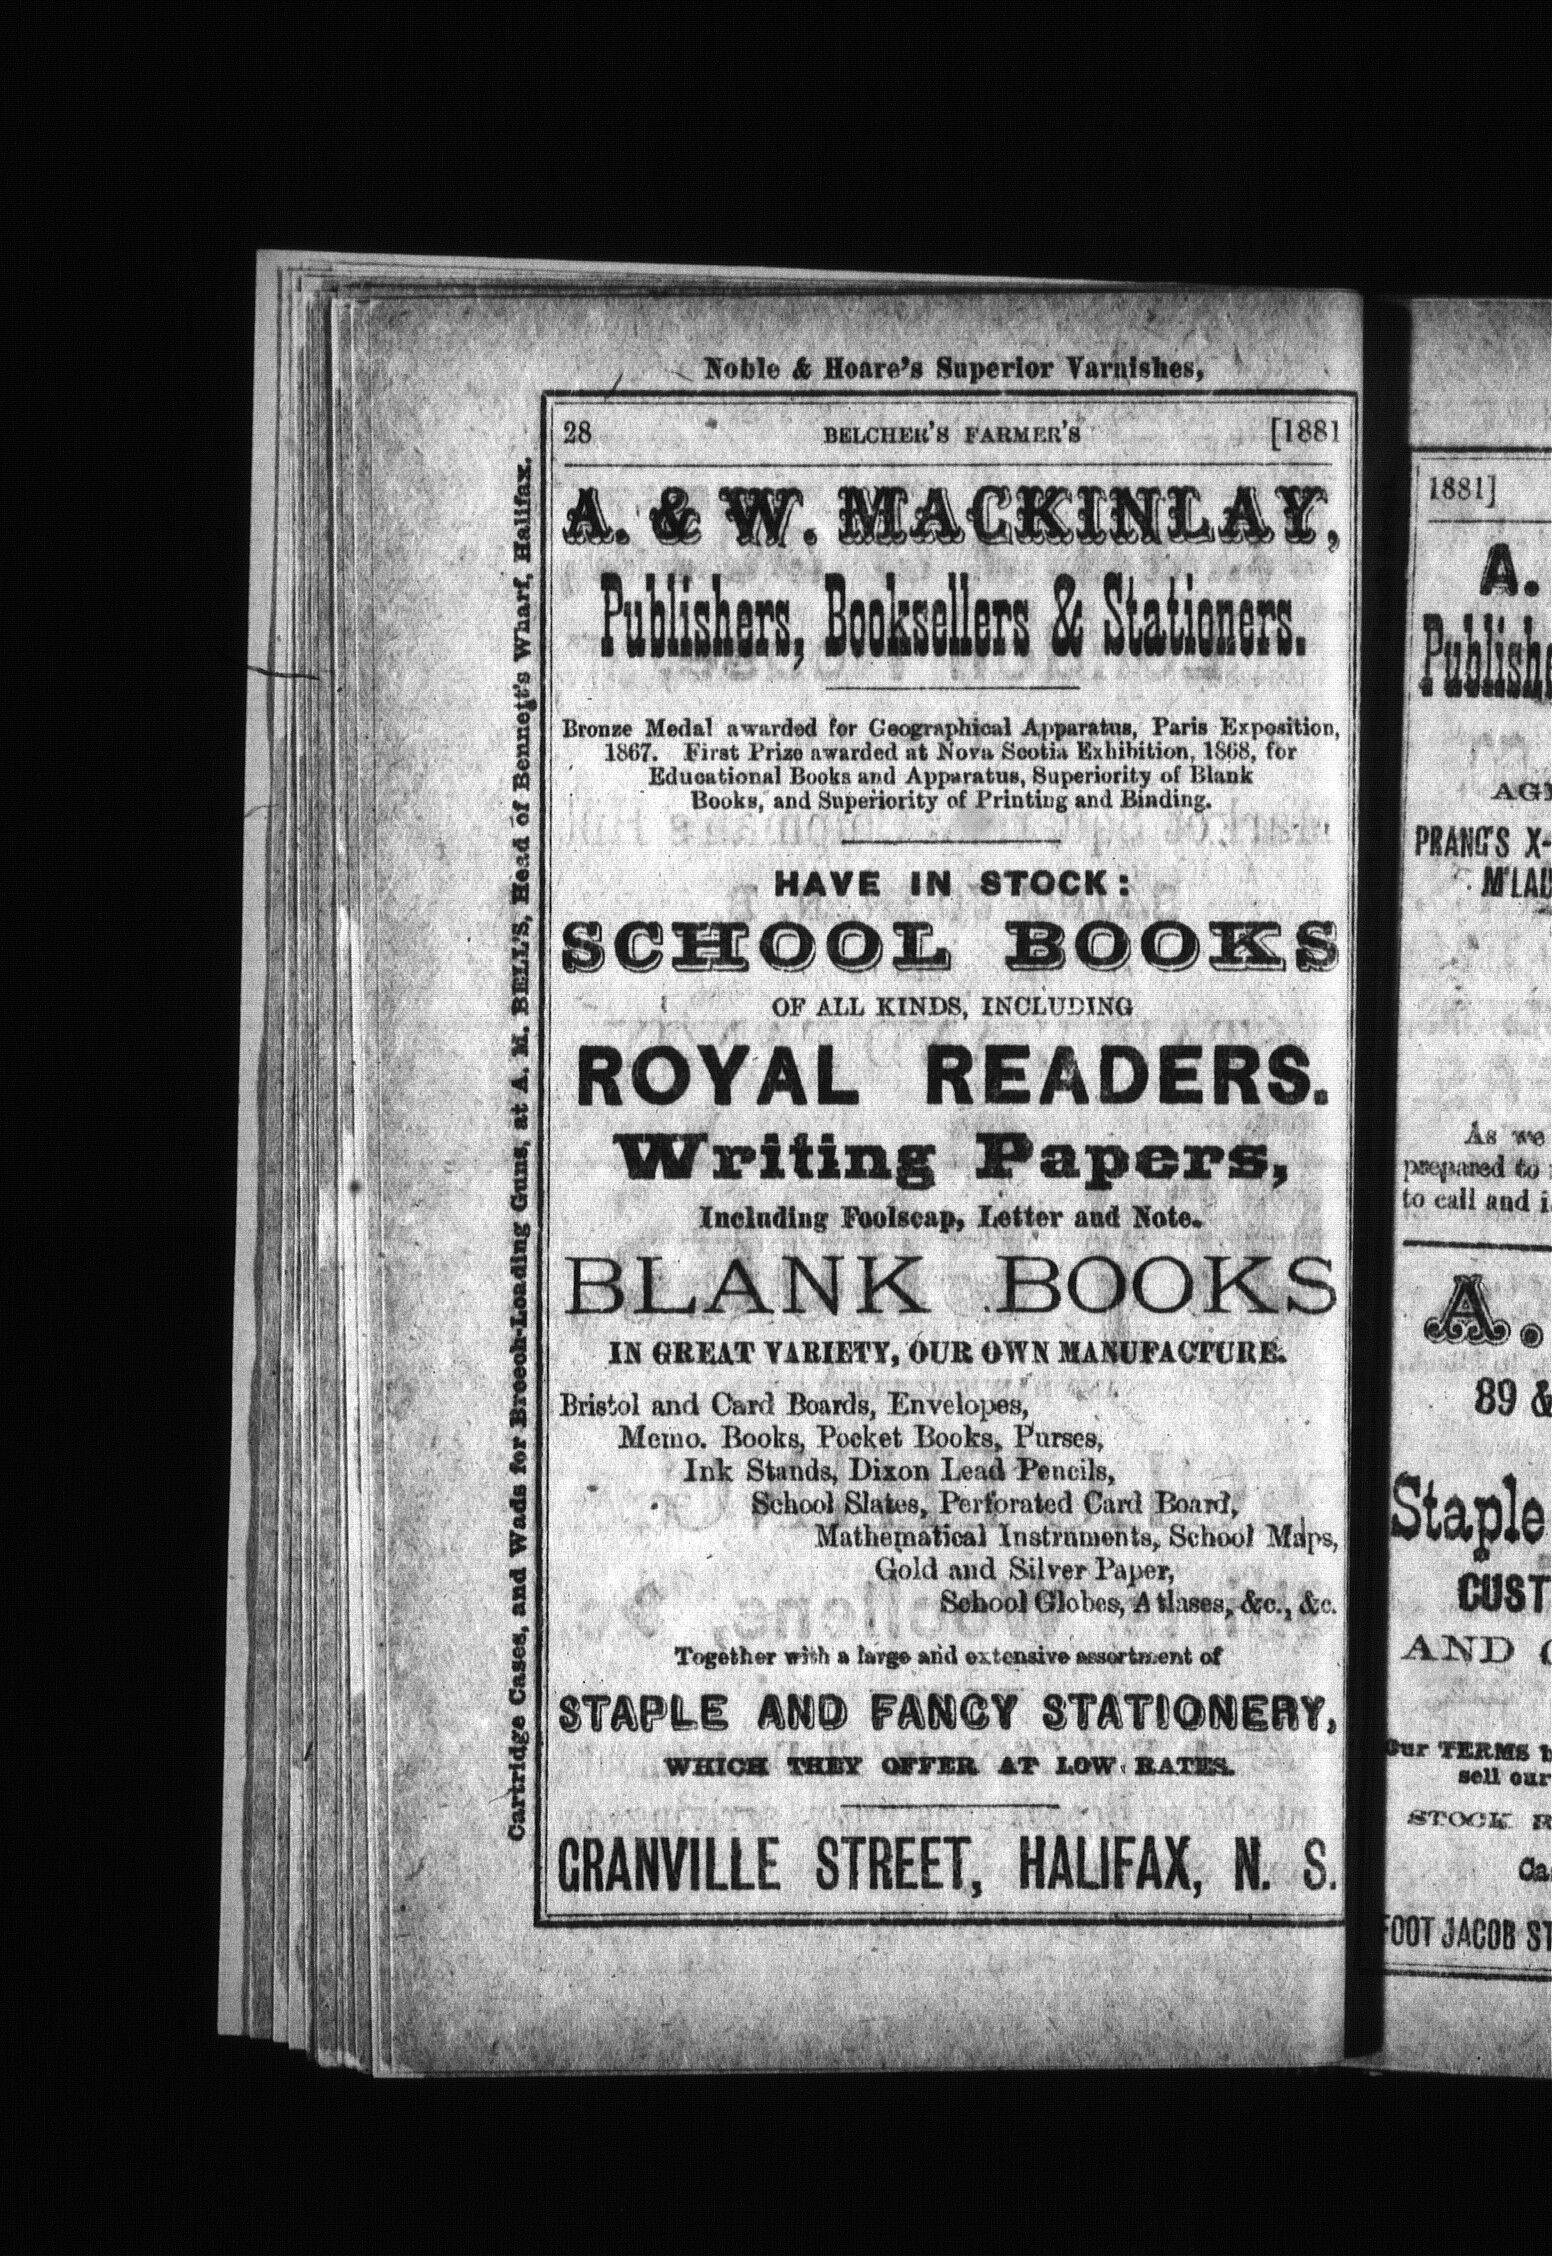 Noble & Hoare's Superior Varnishes,
28 BELCHER'S FARMER'S [1881
A. & W. MACKINLAY,
Publishers, Booksellers & Stationers.
Bronze Medal awarded for Geographical Apparatus, Paris Exposition,
1867. First Prize awarded at Nova Scotia Exhibition, 1868, for
Educational Books and Apparatus, Superiority of Blank
Books, and Superiority of Printing and Binding.
HAVE IN STOCK:
SCHOOL BOOKS
OF ALL KINDS, INCLUDING
ROYAL READERS.
Writing Papers,
Including Foolscap, Letter and Note.
BLANK BOOKS
IN GREAT VARIETY, OUR OWN MANUFACTURE.
Bristol and Card Boards, Envelopes,
Memo. Books, Pocket Books, Purses,
Ink Stands, Dixon Lead Pencils,
School Slates, Perforated Card Board,
Mathematical Instruments, School Maps,
Gold and Silver Paper,
School Globes, Atlases, &c., &c.
Together with a large and extensive assortment of
STAPLE AND FANCY STATIONERY,
WHICH THEY OFFER AT LOW RATES.
GRANVILLE STREET, HALIFAX, N. S.
Cartridge Cases, and Wads for Breech-Loading Guns, at A. M. BELL'S, Head of Bennett's Wharf, Halifax.
1881]
A.
Publishe
AGE
PRANG'S X-
M'LAU
As we
prepared to
to call and i
A.
89 &
Staple
CUST
AND
Our TERMS
sell our
STOCK
Ca
FOOT JACOB ST